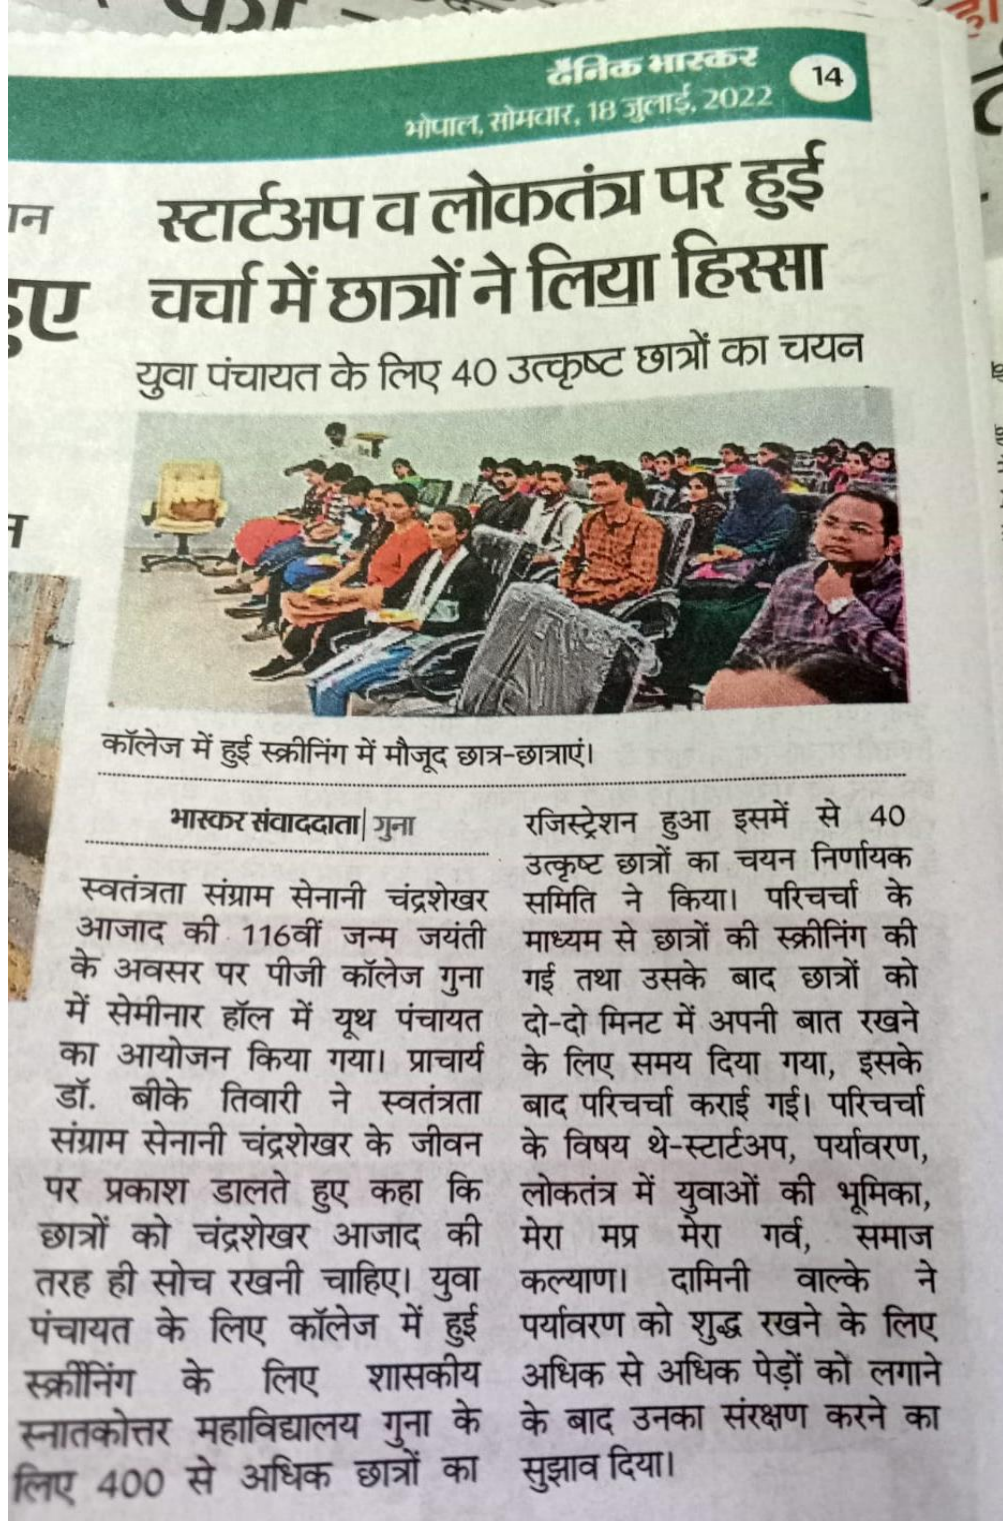 दैनिक भास्कर
14
भोपाल, सोमवार, 18 जुलाई, 2022
स्टार्टअप व लोकतंत्र पर हुई
चर्चा में छात्रों ने लिया हिस्सा
युवा पंचायत के लिए 40 उत्कृष्ट छात्रों का चयन
कॉलेज में हुई स्क्रीनिंग में मौजूद छात्र-छात्राएं।
भास्कर संवाददाता| गुना
स्वतंत्रता संग्राम सेनानी चंद्रशेखर
आजाद की 116वीं जन्म जयंती
के अवसर पर पीजी कॉलेज गुना
में सेमीनार हॉल में यूथ पंचायत
का आयोजन किया गया। प्राचार्य
डॉ. बीके तिवारी ने स्वतंत्रता
संग्राम सेनानी चंद्रशेखर के जीवन
पर प्रकाश डालते हुए कहा कि
छात्रों को चंद्रशेखर आजाद की
तरह ही सोच रखनी चाहिए। युवा
पंचायत के लिए कॉलेज में हुई
स्क्रीनिंग के लिए शासकीय
स्नातकोत्तर महाविद्यालय गुना के
लिए 400 से अधिक छात्रों का
रजिस्ट्रेशन हुआ इसमें से 40
उत्कृष्ट छात्रों का चयन निर्णायक
समिति ने किया। परिचर्चा के
माध्यम से छात्रों की स्क्रीनिंग की
गई तथा उसके बाद छात्रों को
दो-दो मिनट में अपनी बात रखने
के लिए समय दिया गया, इसके
बाद परिचर्चा कराई गई। परिचर्चा
के विषय थे-स्टार्टअप, पर्यावरण,
लोकतंत्र में युवाओं की भूमिका,
मेरा मप्र मेरा गर्व, समाज
कल्याण। दामिनी वाल्के ने
पर्यावरण को शुद्ध रखने के लिए
अधिक से अधिक पेड़ों को लगाने
के बाद उनका संरक्षण करने का
सुझाव दिया।